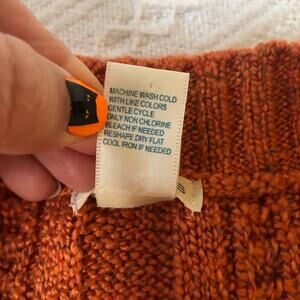 MACHINE WASH COLD
WITH LIKE COLORS
GENTLE CYCLE
ONLY NON CHLORINE
BLEACH IF NEEDED
RESHAPE DRY FLAT
COOL IRON IF NEEDED